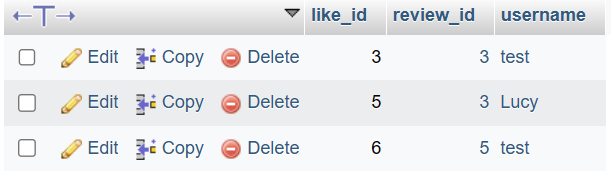 like_id review_id username
Edit Copy Delete 3 3 test
Edit Copy Delete 5 3 Lucy
Edit Copy Delete 6 5 test